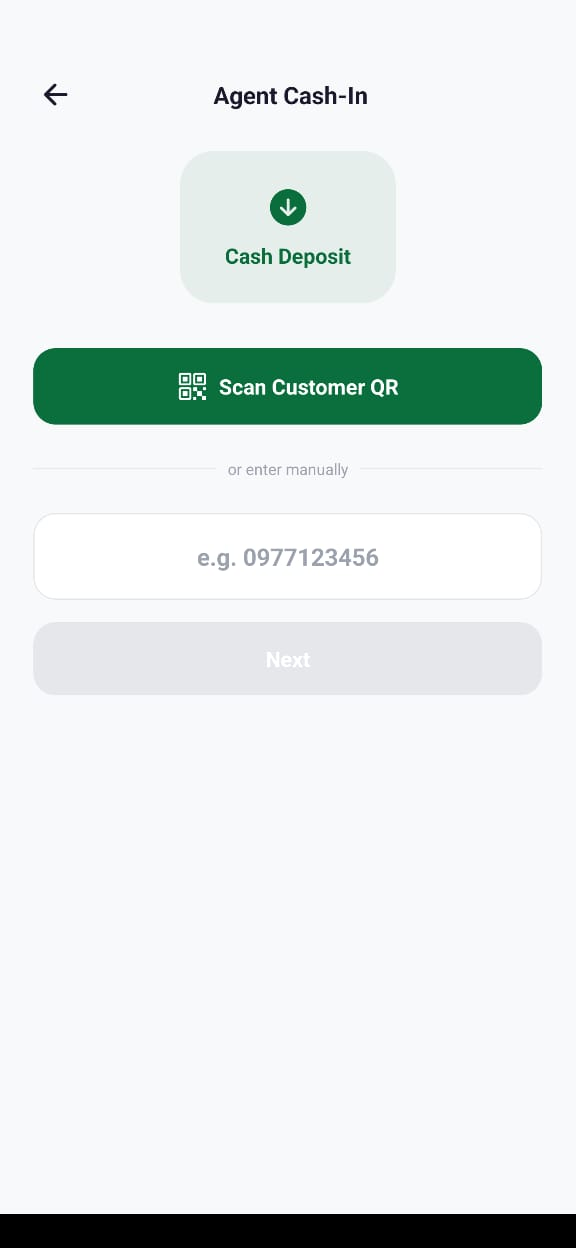 Agent Cash-In
Cash Deposit
Scan Customer QR
or enter manually
e.g. 0977123456
Next